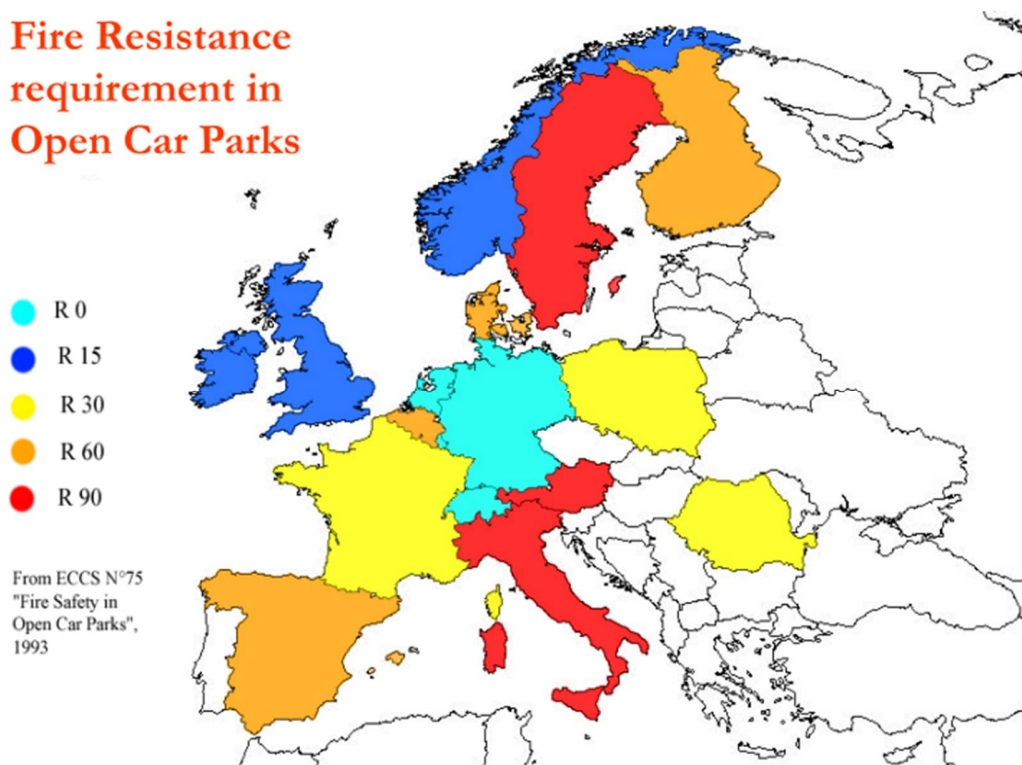 Fire Resistance
requirement in
Open Car Parks
R 0
R 15
R 30
R 60
R 90
From ECCS N°75
"Fire Safety in
Open Car Parks",
1993